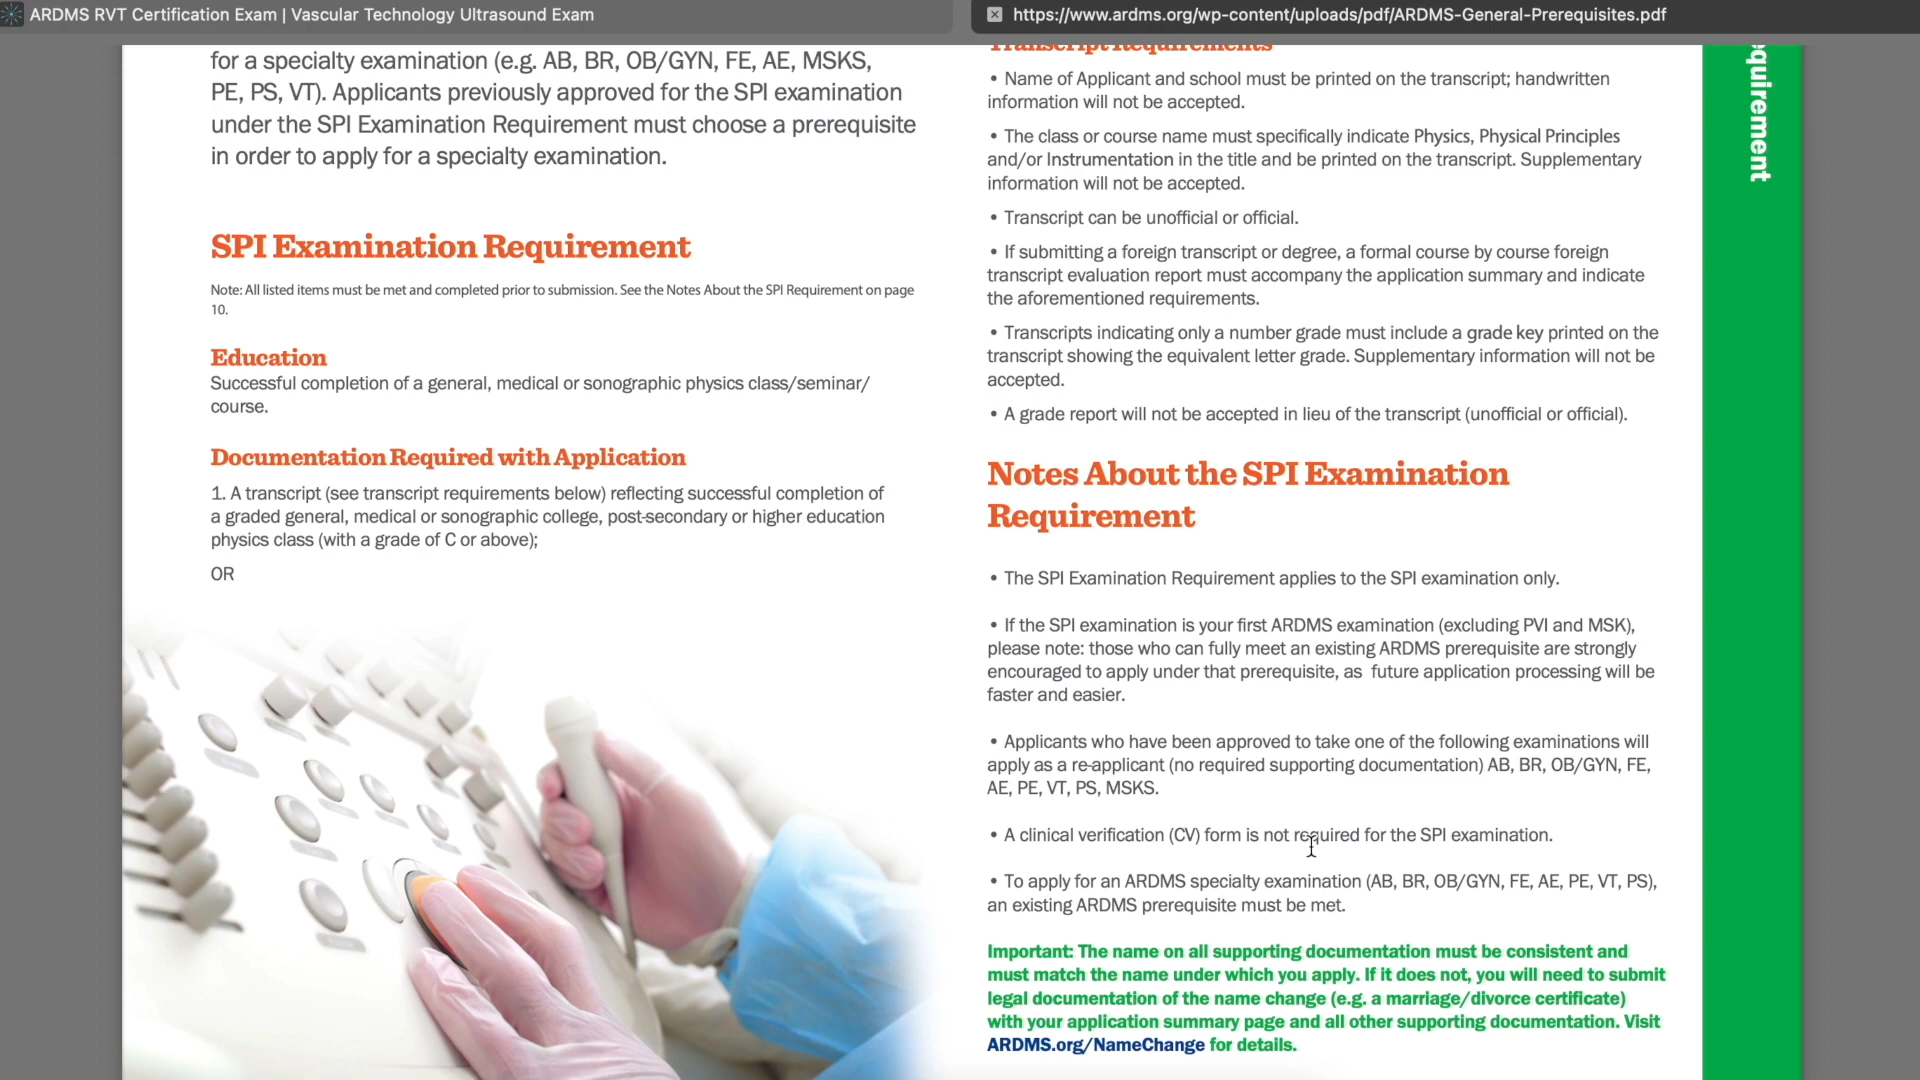 ARDMS RVT Certification Exam | Vascular Technology Ultrasound Exam
https://www.ardms.org/wp-content/uploads/pdf/ARDMS-General-Prerequisites.pdf
for a specialty examination (e.g. AB, BR, OB/GYN, FE, AE, MSKS,
PE, PS, VT). Applicants previously approved for the SPI examination
under the SPI Examination Requirement must choose a prerequisite
in order to apply for a specialty examination.
SPI Examination Requirement
Note: All listed items must be met and completed prior to submission. See the Notes About the SPI Requirement on page
10.
Education
Successful completion of a general, medical or sonographic physics class/seminar/
course.
Documentation Required with Application
1. A transcript (see transcript requirements below) reflecting successful completion of
a graded general, medical or sonographic college, post-secondary or higher education
physics class (with a grade of C or above);
OR
Transcript Requirements
• Name of Applicant and school must be printed on the transcript; handwritten
information will not be accepted.
• The class or course name must specifically indicate Physics, Physical Principles
and/or Instrumentation in the title and be printed on the transcript. Supplementary
information will not be accepted.
• Transcript can be unofficial or official.
• If submitting a foreign transcript or degree, a formal course by course foreign
transcript evaluation report must accompany the application summary and indicate
the aforementioned requirements.
• Transcripts indicating only a number grade must include a grade key printed on the
transcript showing the equivalent letter grade. Supplementary information will not be
accepted.
• A grade report will not be accepted in lieu of the transcript (unofficial or official).
Notes About the SPI Examination
Requirement
• The SPI Examination Requirement applies to the SPI examination only.
• If the SPI examination is your first ARDMS examination (excluding PVI and MSK),
please note: those who can fully meet an existing ARDMS prerequisite are strongly
encouraged to apply under that prerequisite, as future application processing will be
faster and easier.
• Applicants who have been approved to take one of the following examinations will
apply as a re-applicant (no required supporting documentation) AB, BR, OB/GYN, FE,
AE, PE, VT, PS, MSKS.
• A clinical verification (CV) form is not required for the SPI examination.
• To apply for an ARDMS specialty examination (AB, BR, OB/GYN, FE, AE, PE, VT, PS),
an existing ARDMS prerequisite must be met.
Important: The name on all supporting documentation must be consistent and
must match the name under which you apply. If it does not, you will need to submit
legal documentation of the name change (e.g. a marriage/divorce certificate)
with your application summary page and all other supporting documentation. Visit
ARDMS.org/NameChange for details.
equirement